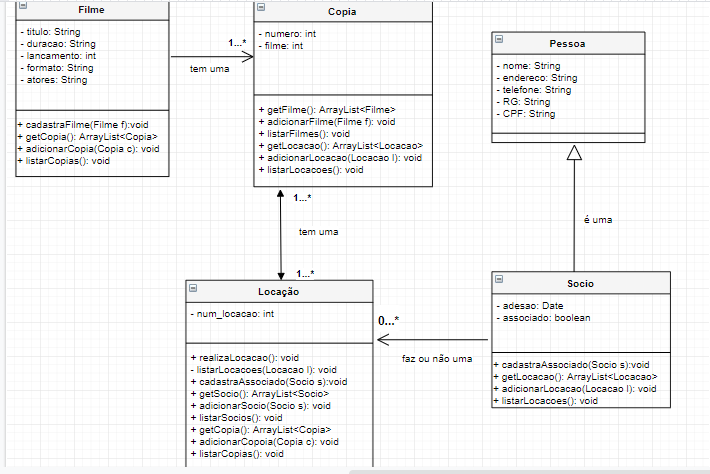 Filme
- titulo: String
- duracao: String
- lancamento: int
- formato: String
- atores: String
+ cadastraFilme(Filme f):void
+ getCopia(): ArrayList<Copia>
+ adicionarCopia(Copia c): void
+ listarCopias(): void
1...*
tem uma
Copia
- numero: int
- filme: int
+ getFilme(): ArrayList<Filme>
+ adicionarFilme(Filme f): void
+ listarFilmes(): void
+ getLocacao(): ArrayList<Locacao>
+ adicionarLocacao(Locacao l): void
+ listarLocacoes(): void
Pessoa
- nome: String
- endereco: String
- telefone: String
- RG: String
- CPF: String
1...*
tem uma
1...*
é uma
Locação
- num_locacao: int
+ realizaLocacao(): void
- listarLocacoes(Locacao l): void
+ cadastraAssociado(Socio s):void
+ getSocio(): ArrayList<Socio>
+ adicionarSocio(Socio s): void
+ listarSocios(): void
+ getCopia(): ArrayList<Copia>
+ adicionarCopoia(Copia c): void
+ listarCopias(): void
0...*
faz ou não uma
Socio
- adesao: Date
- associado: boolean
+ cadastraAssociado(Socio s):void
+ getLocacao(): ArrayList<Locacao>
+ adicionarLocacao(Locacao l): void
+ listarLocacoes(): void